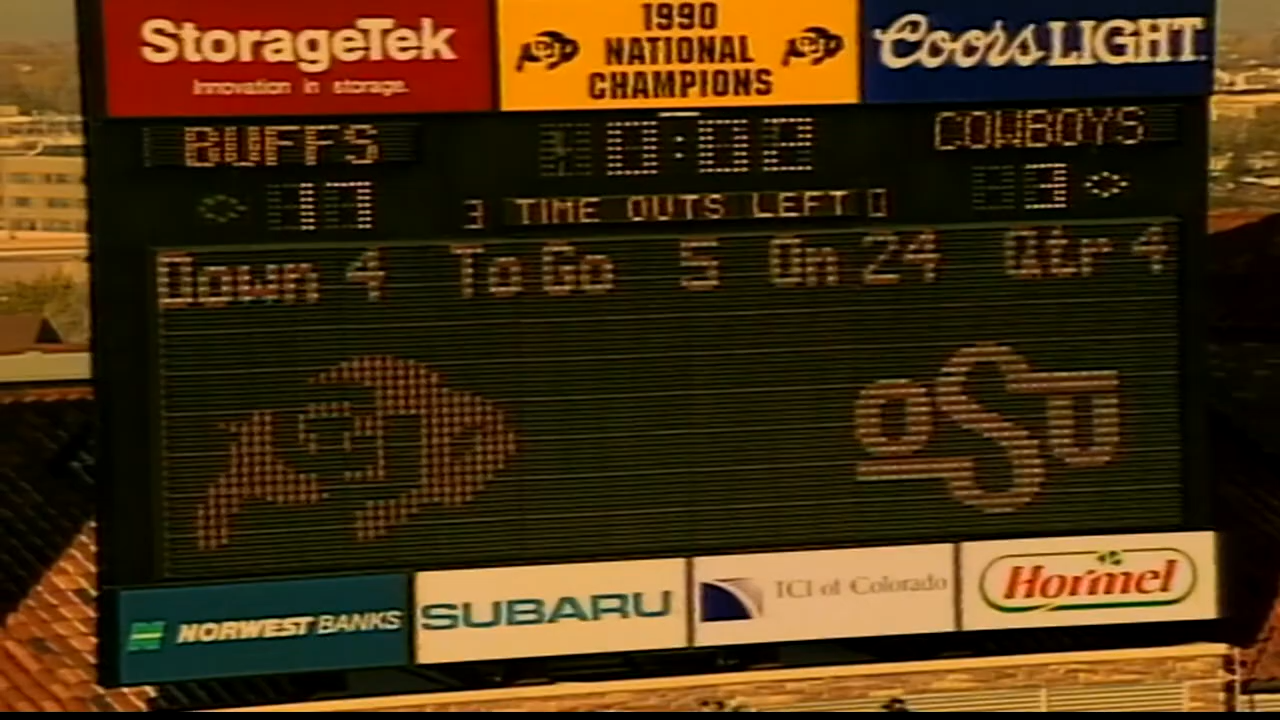 StorageTek
Innovation in storage.
1990
NATIONAL
CHAMPIONS
Coors LIGHT
BUFFS
0:02
COWBOYS
17
3 TIME OUTS LEFT 0
3
Down 4 To Go 5 On 24 Qtr 4
OSU
NORWEST BANKS
SUBARU
TCI of Colorado
Hormel